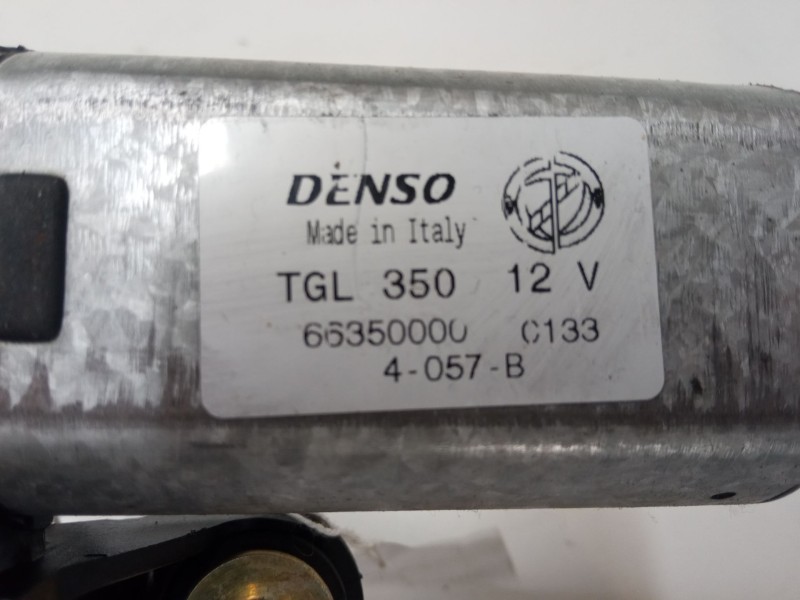 DENSO
Made in Italy
TGL 350 12 V
66350000 C133
4-057-B